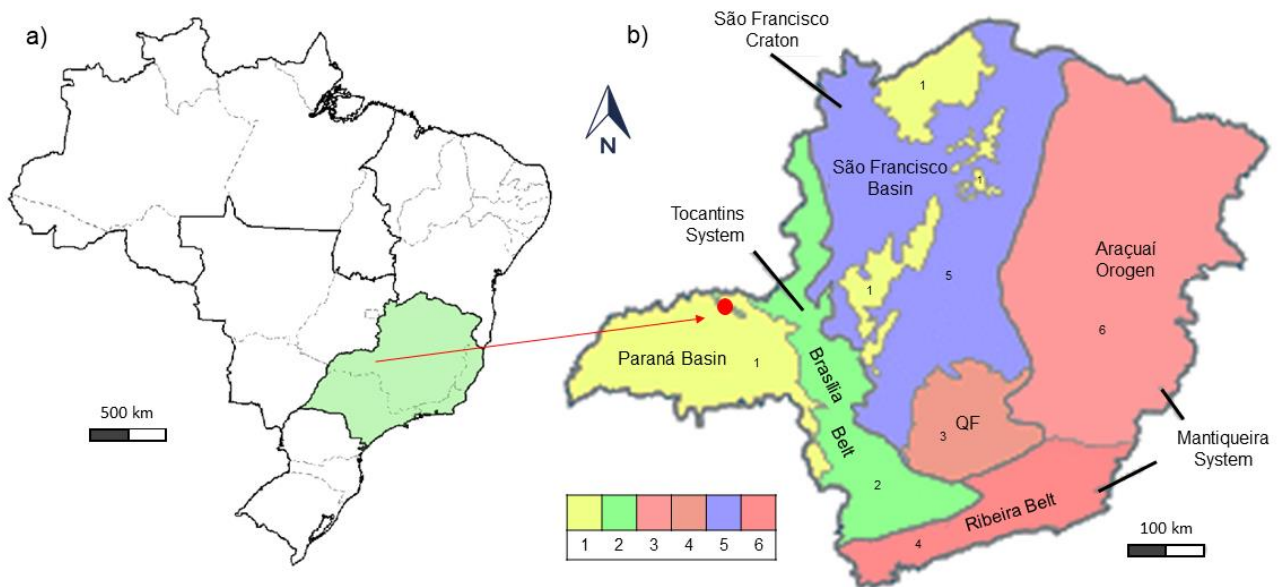 a)
500 km
N
b)
São Francisco
Craton
1
1
São Francisco
Basin
Tocantins
System
1
5
Araçuaí
Orogen
6
Paraná Basin
1
Brasília
Belt
1
QF
3
Mantiqueira
System
2
Ribeira Belt
4
1 2 3 4 5 6
100 km